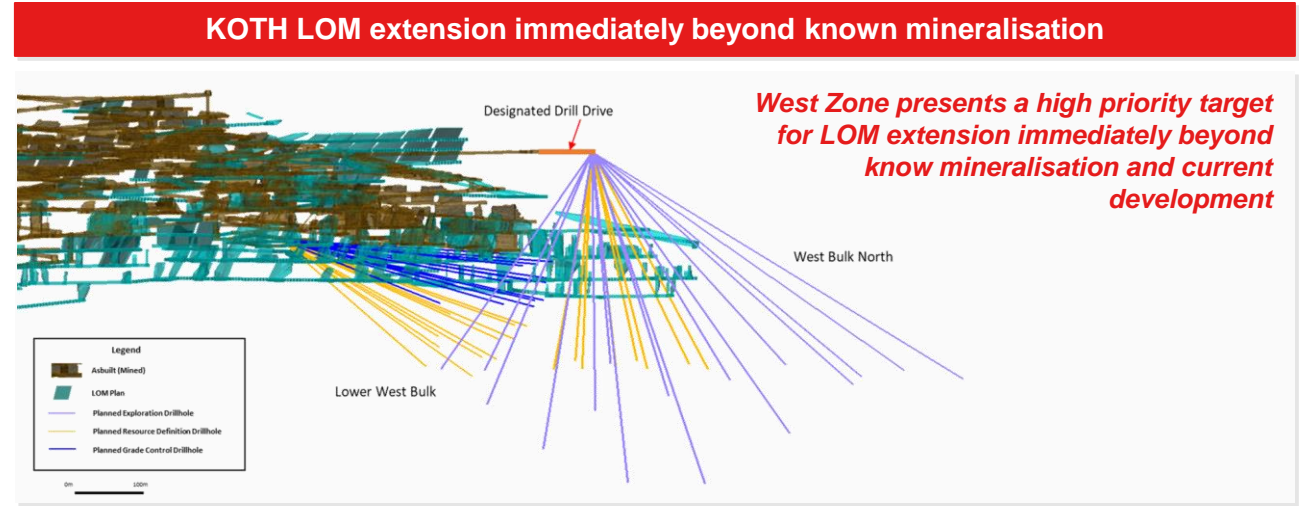 KOTH LOM extension immediately beyond known mineralisation
West Zone presents a high priority target
for LOM extension immediately beyond
know mineralisation and current
development
Designated Drill Drive
West Bulk North
Lower West Bulk
Legend
Asbuilt (Mined)
LOM Plan
Planned Exploration Drillhole
Planned Resource Definition Drillhole
Planned Grade Control Drillhole
0m 100m